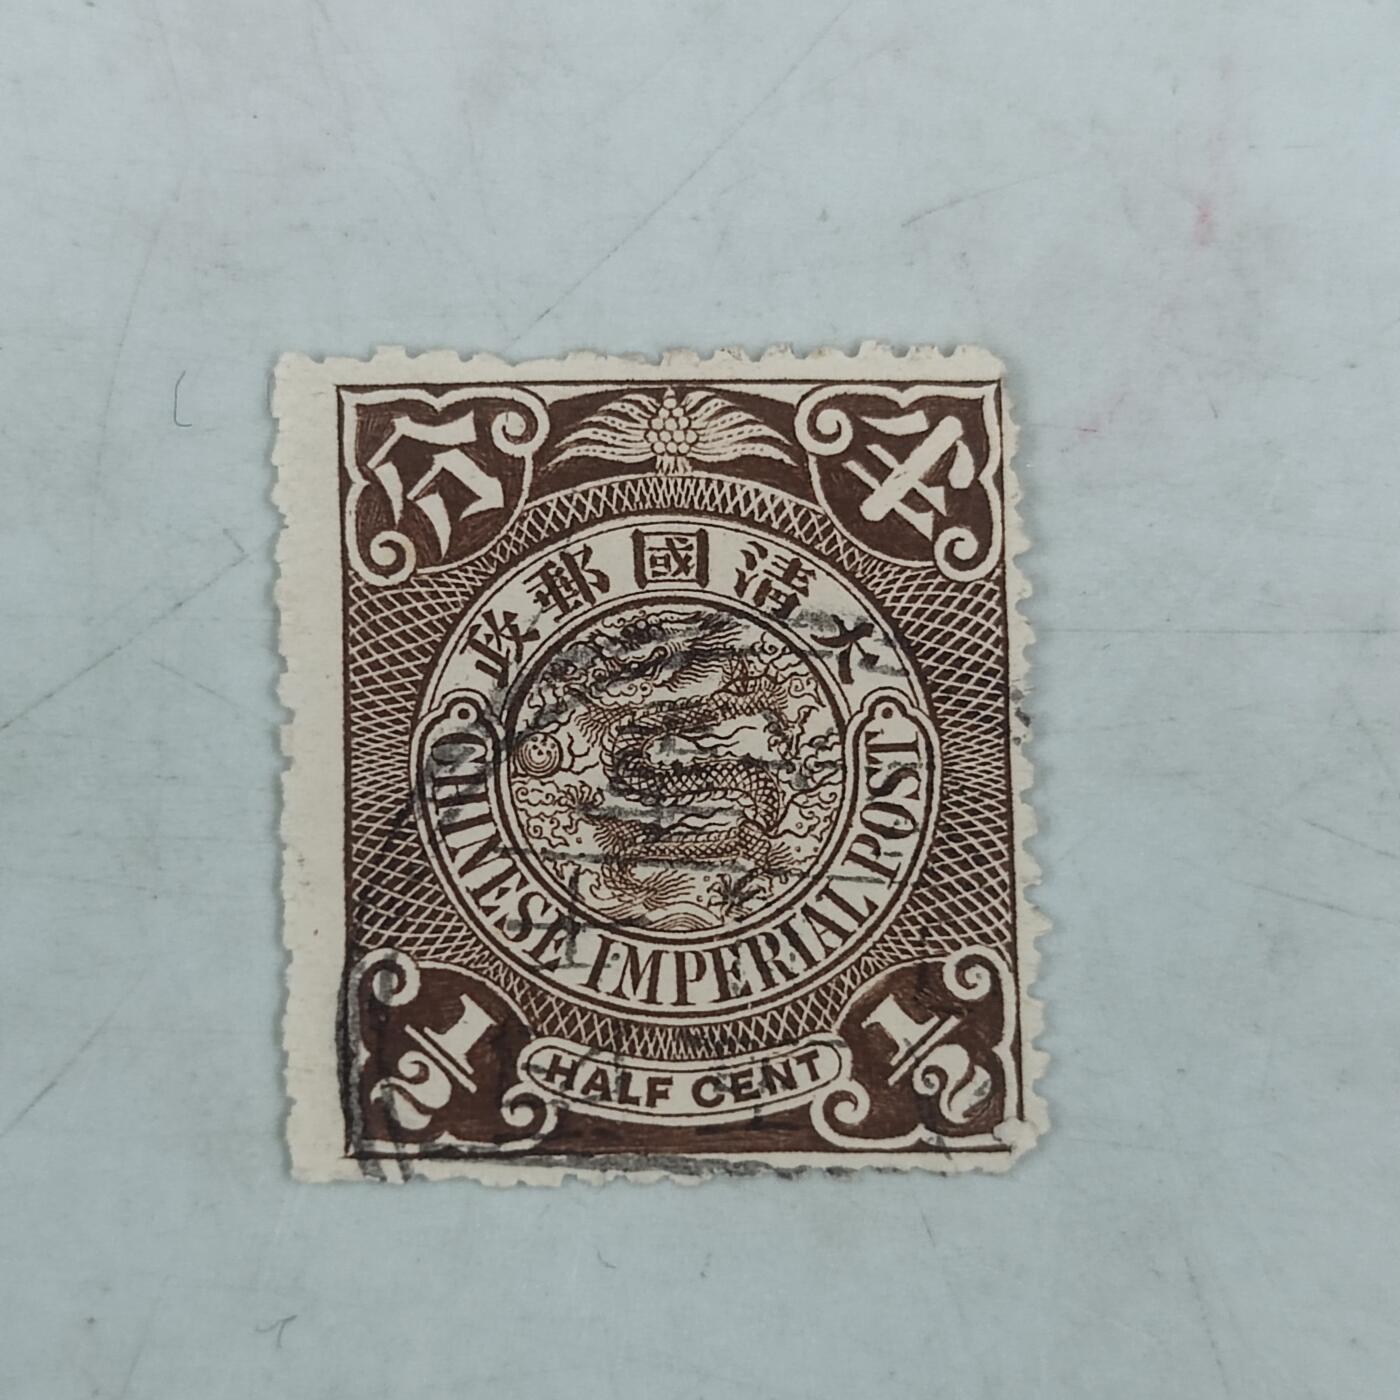 半分
大清國郵政
CHINESE IMPERIAL POST
1/2 1/2
HALF CENT